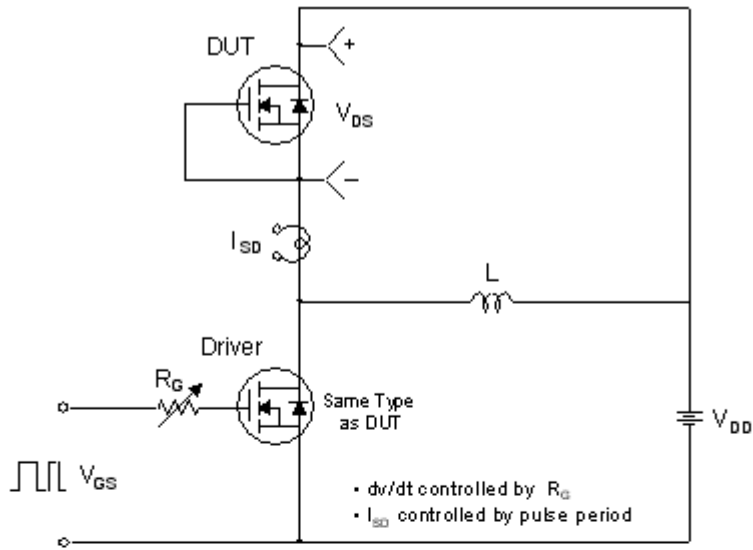 DUT
+
V_DS
−
I_SD
L
Driver
R_G
Same Type
as DUT
V_DD
V_GS
• dv/dt controlled by R_G
• I_SD controlled by pulse period